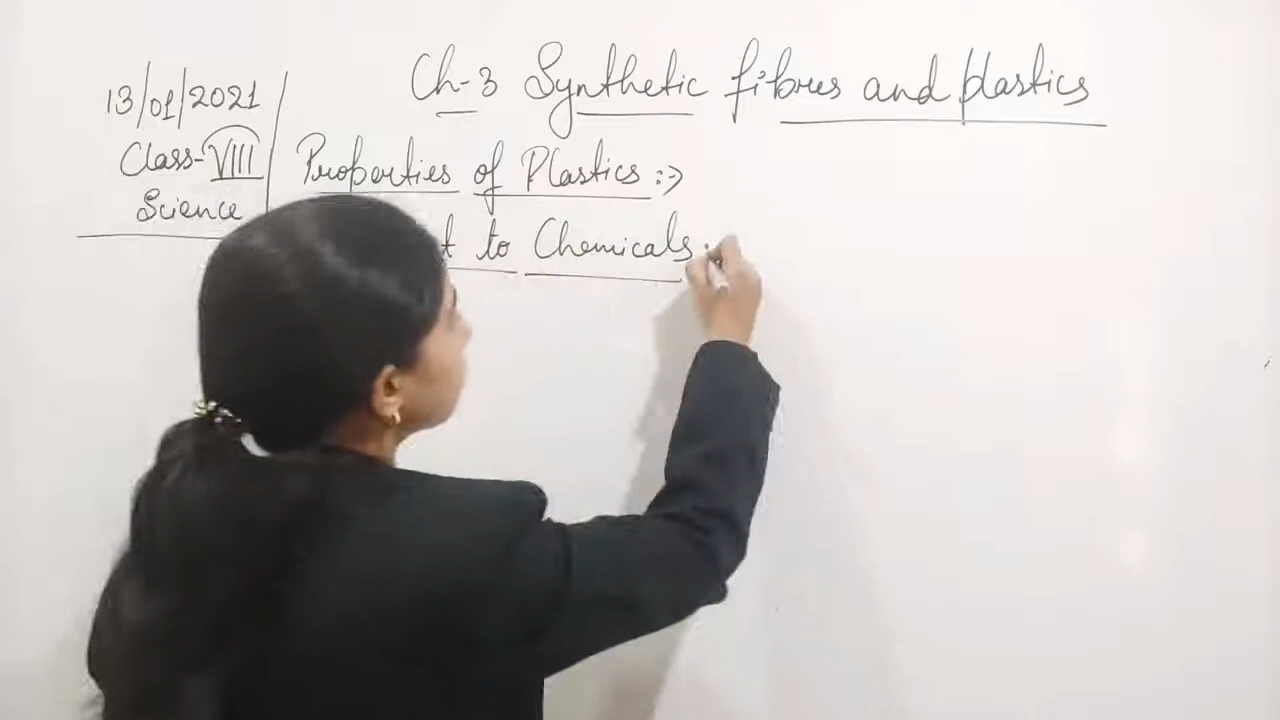 Ch-3 Synthetic fibres and plastics
13/01/2021
Class-VIII
Science
Properties of Plastics :->
to Chemicals